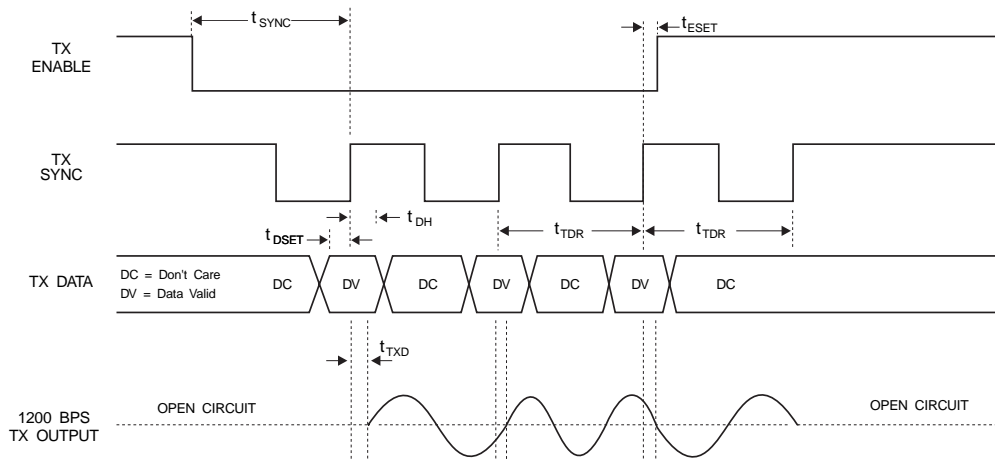 tSYNC
tESET
TX
ENABLE
TX
SYNC
tDH
tDSET
tTDR
tTDR
TX DATA
DC = Don't Care
DV = Data Valid
DC
DV
DC
DV
DC
DV
DC
tTXD
1200 BPS
TX OUTPUT
OPEN CIRCUIT
OPEN CIRCUIT